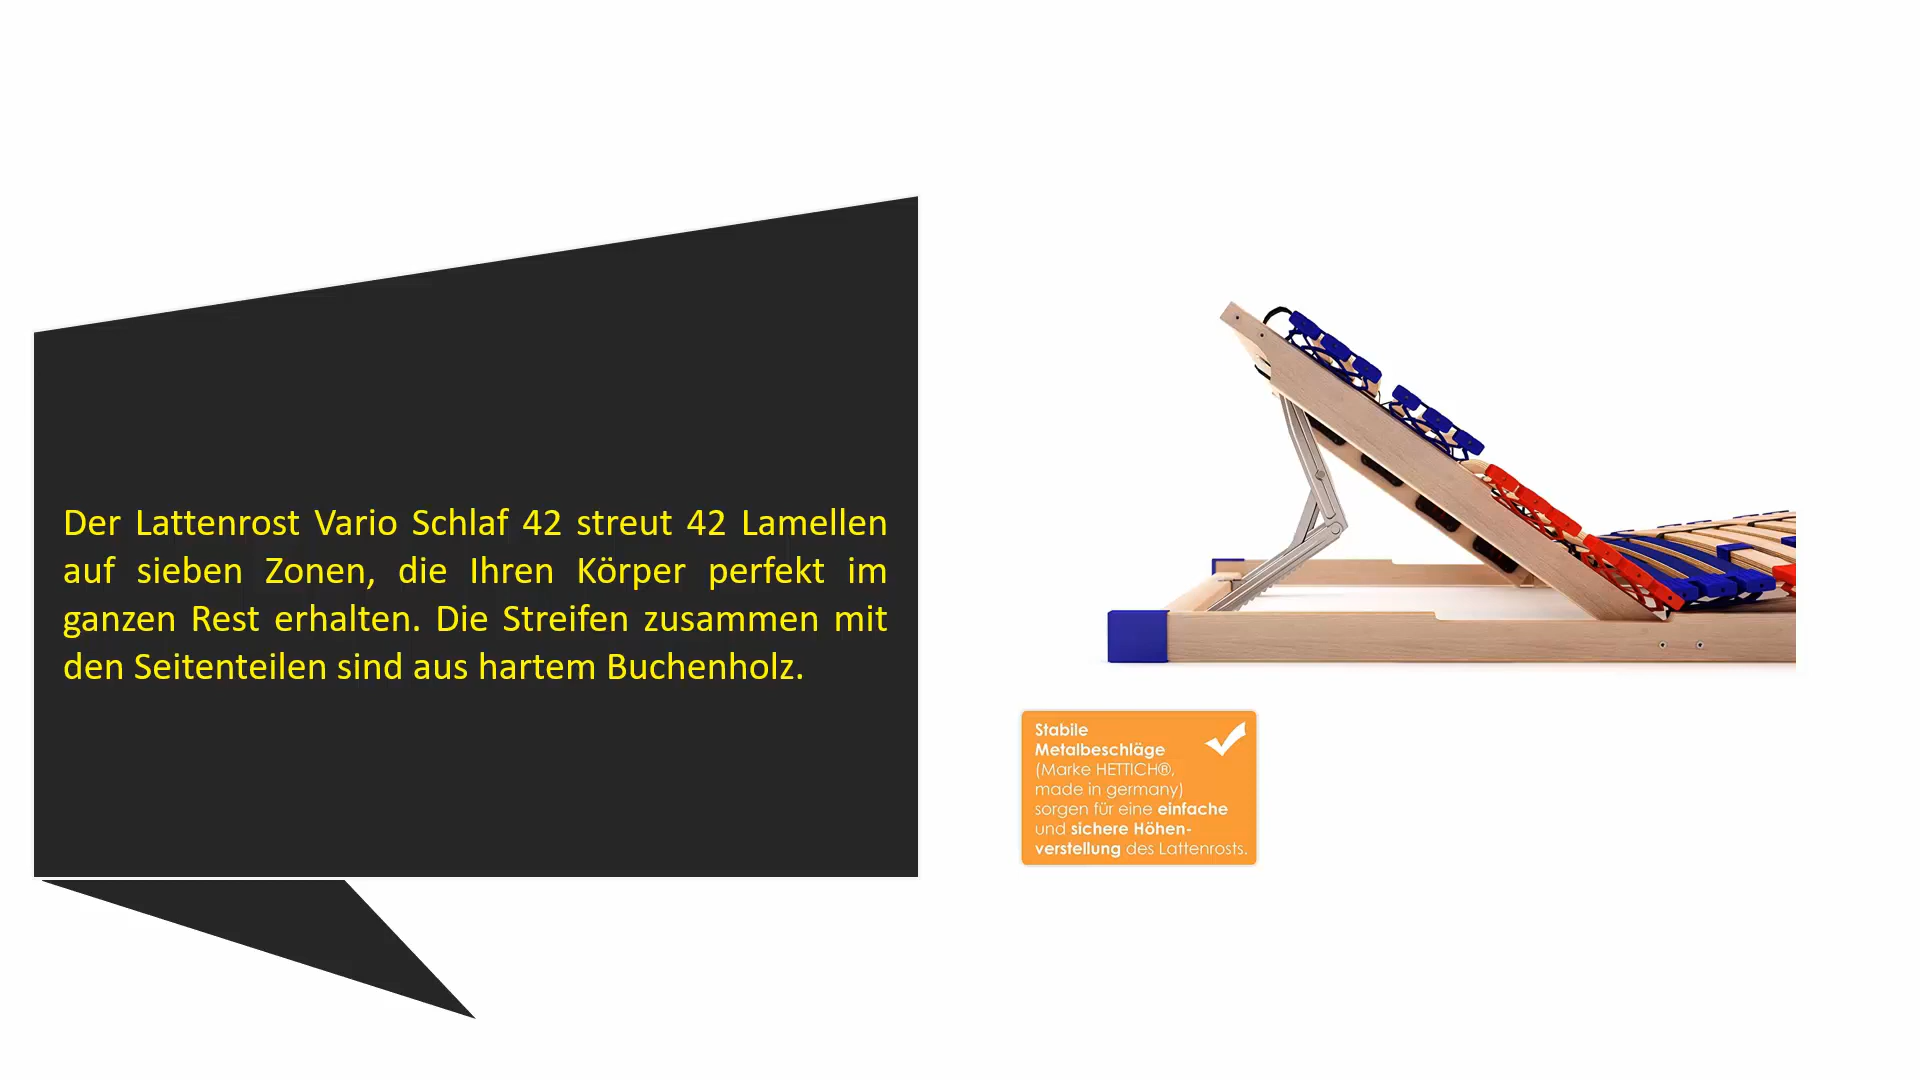 Der Lattenrost Vario Schlaf 42 streut 42 Lamellen
auf sieben Zonen, die Ihren Körper perfekt im
ganzen Rest erhalten. Die Streifen zusammen mit
den Seitenteilen sind aus hartem Buchenholz.
Stabile
Metalbeschläge
(Marke HETTICH®,
made in germany)
sorgen für eine einfache
und sichere Höhen-
verstellung des Lattenrosts.